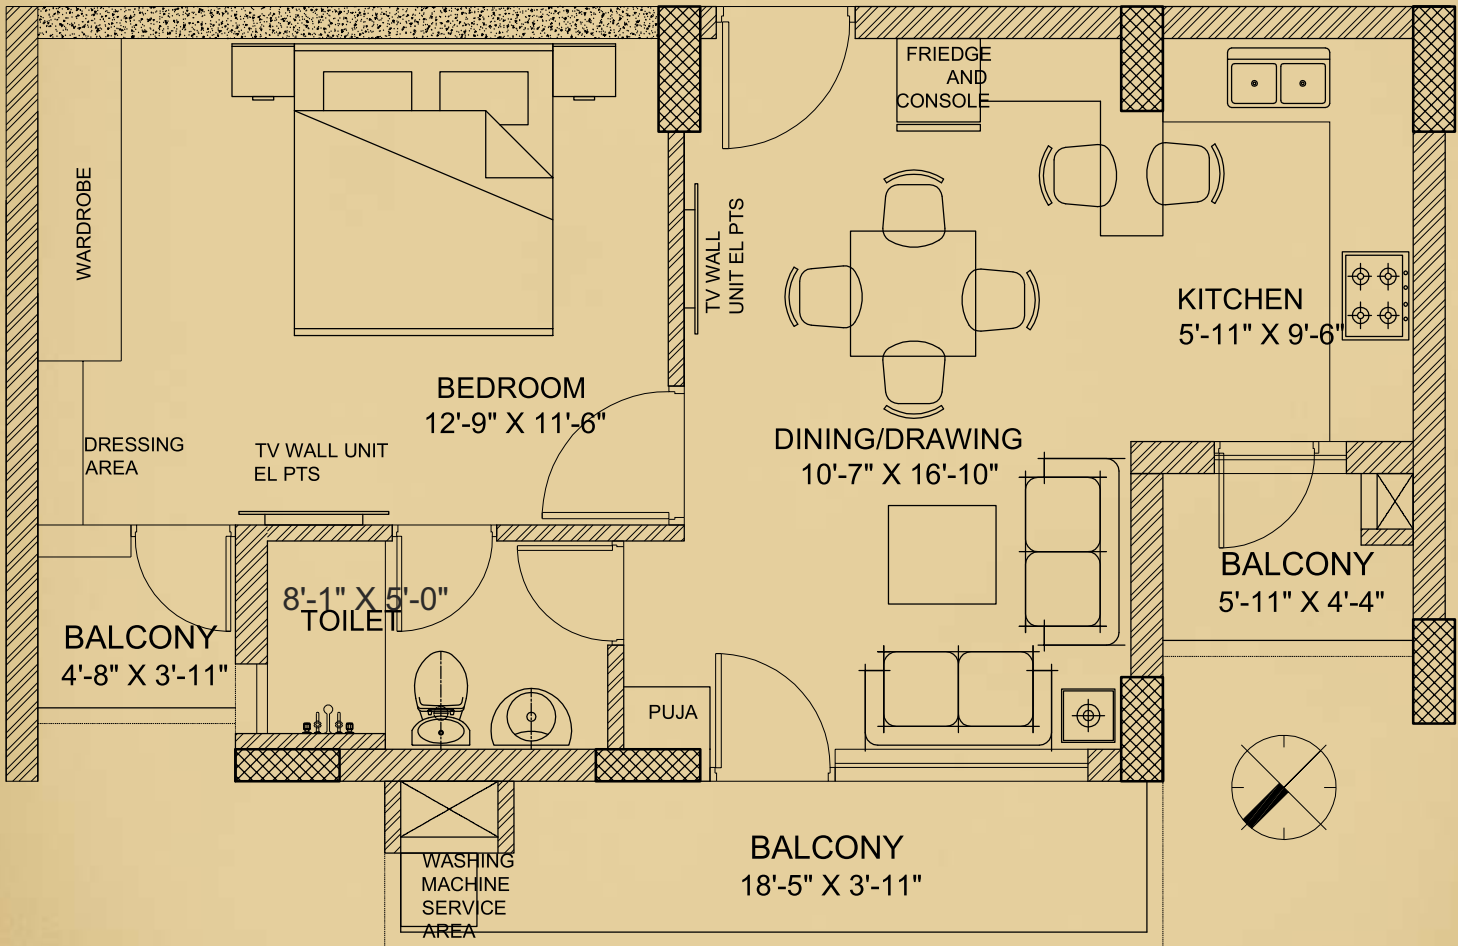 FRIEDGE
AND
CONSOLE
WARDROBE
TV WALL
UNIT EL PTS
KITCHEN
5'-11" X 9'-6"
BEDROOM
12'-9" X 11'-6"
DRESSING
AREA
TV WALL UNIT
EL PTS
DINING/DRAWING
10'-7" X 16'-10"
BALCONY
5'-11" X 4'-4"
8'-1" X 5'-0"
TOILET
BALCONY
4'-8" X 3'-11"
PUJA
BALCONY
18'-5" X 3'-11"
WASHING
MACHINE
SERVICE
AREA